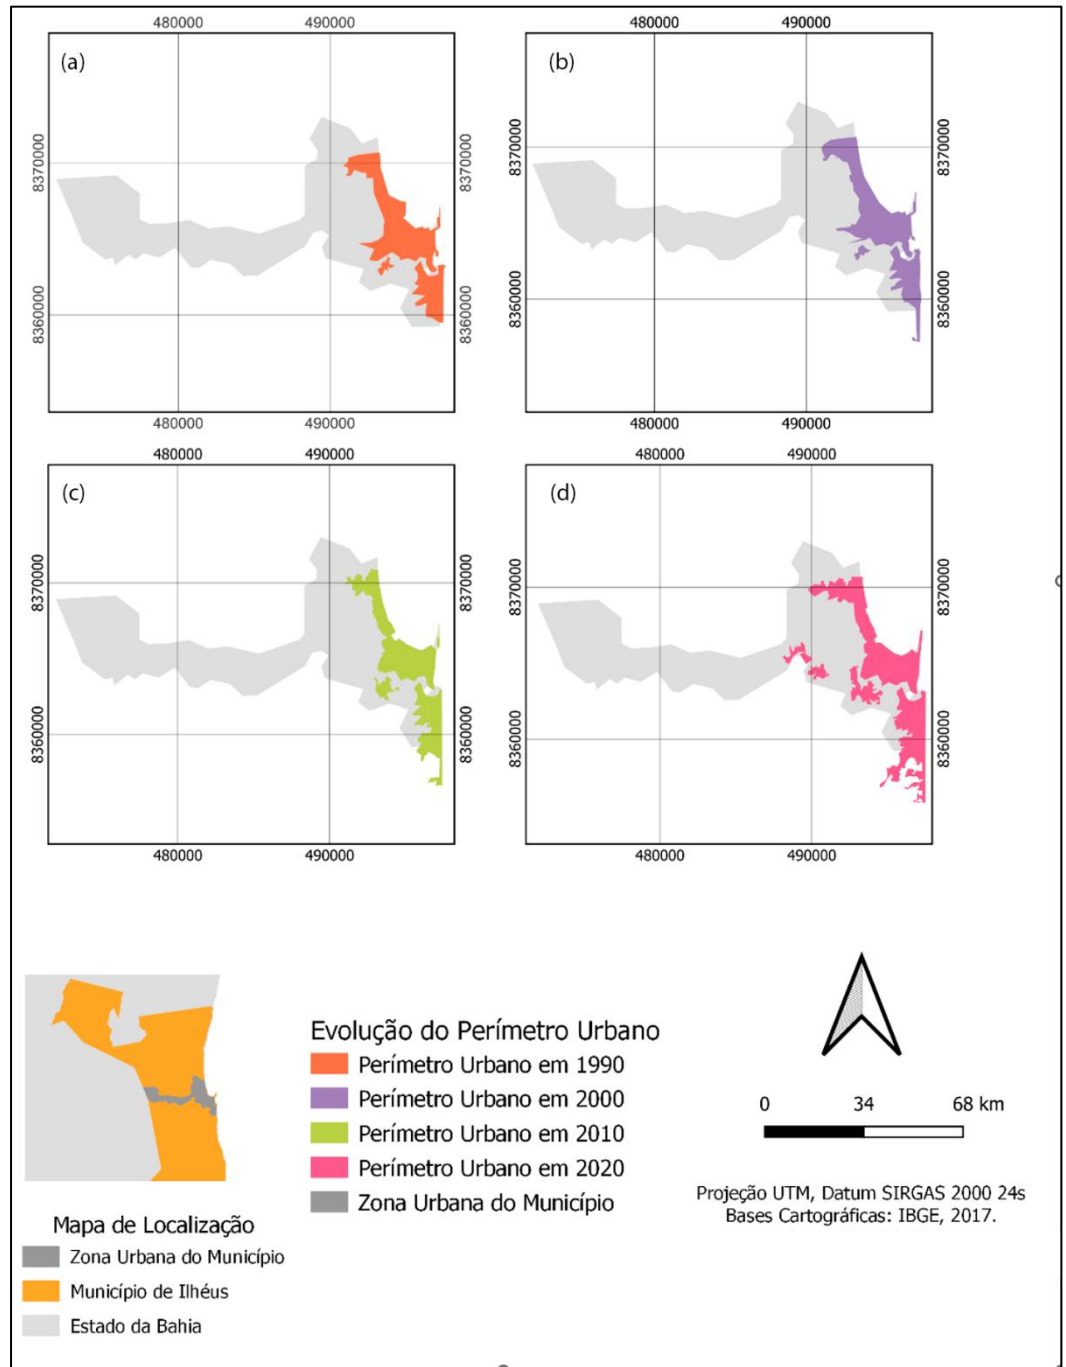 480000 490000
480000 490000
(a)
(b)
8370000 8370000
8370000 8370000
8360000 8360000
8360000 8360000
480000 490000
480000 490000
480000 490000
480000 490000
(c)
(d)
8370000 8370000
8370000 8370000
8360000 8360000
8360000 8360000
480000 490000
480000 490000
Mapa de Localização
Zona Urbana do Município
Município de Ilhéus
Estado da Bahia
Evolução do Perímetro Urbano
Perímetro Urbano em 1990
Perímetro Urbano em 2000
Perímetro Urbano em 2010
Perímetro Urbano em 2020
Zona Urbana do Município
0 34 68 km
Projeção UTM, Datum SIRGAS 2000 24s
Bases Cartográficas: IBGE, 2017.